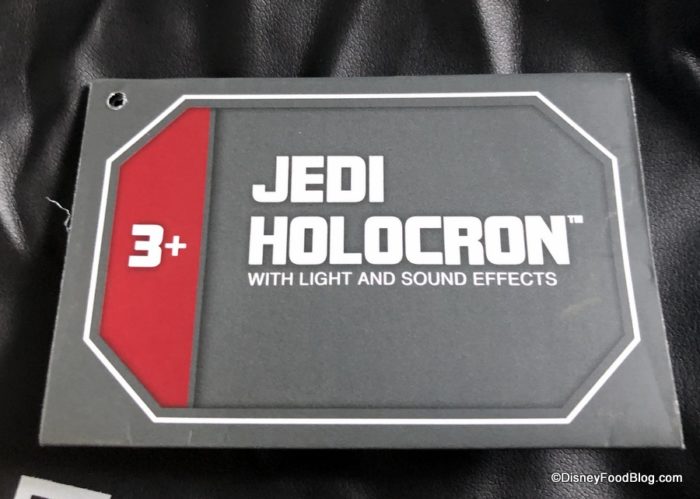 3+
JEDI
HOLOCRON™
WITH LIGHT AND SOUND EFFECTS
©DisneyFoodBlog.com